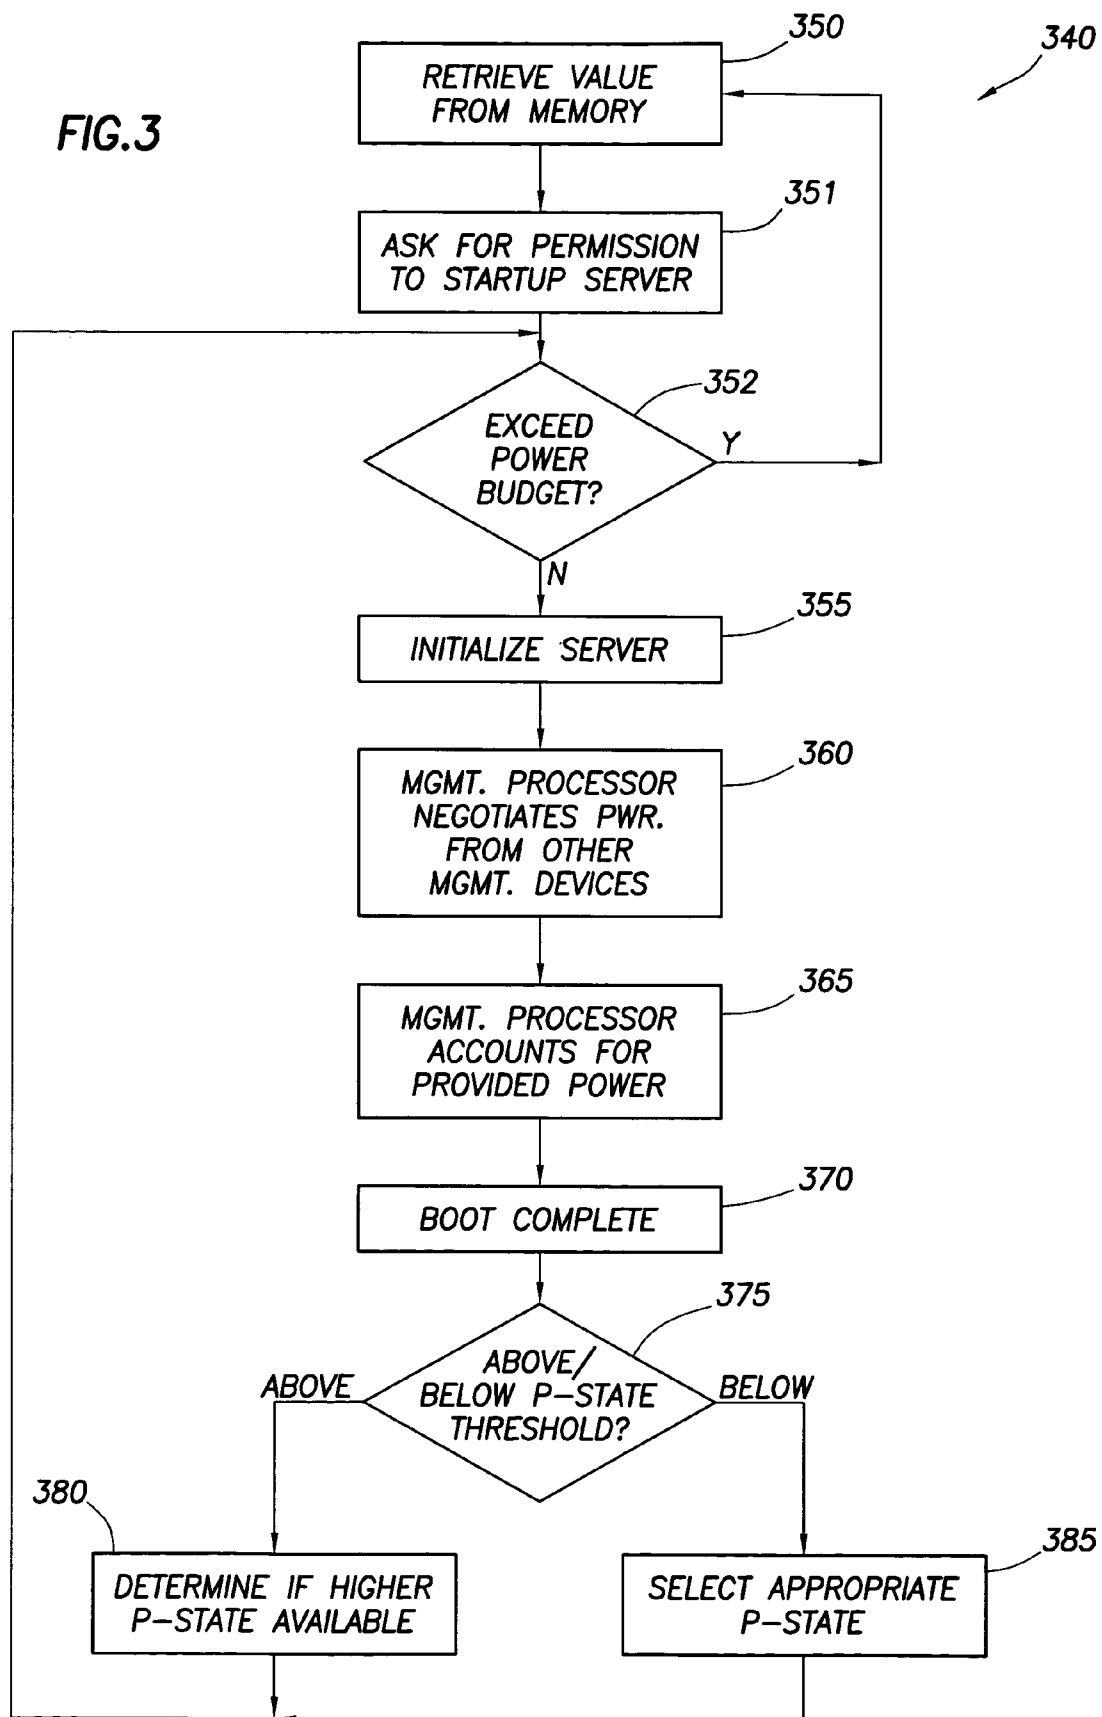 350
340
RETRIEVE VALUE
FROM MEMORY
FIG.3
351
ASK FOR PERMISSION
TO STARTUP SERVER
352
EXCEED
POWER
BUDGET?
Y
N
355
INITIALIZE SERVER
360
MGMT. PROCESSOR
NEGOTIATES PWR.
FROM OTHER
MGMT. DEVICES
365
MGMT. PROCESSOR
ACCOUNTS FOR
PROVIDED POWER
370
BOOT COMPLETE
375
ABOVE/
BELOW P-STATE
THRESHOLD?
ABOVE
BELOW
380
DETERMINE IF HIGHER
P-STATE AVAILABLE
385
SELECT APPROPRIATE
P-STATE